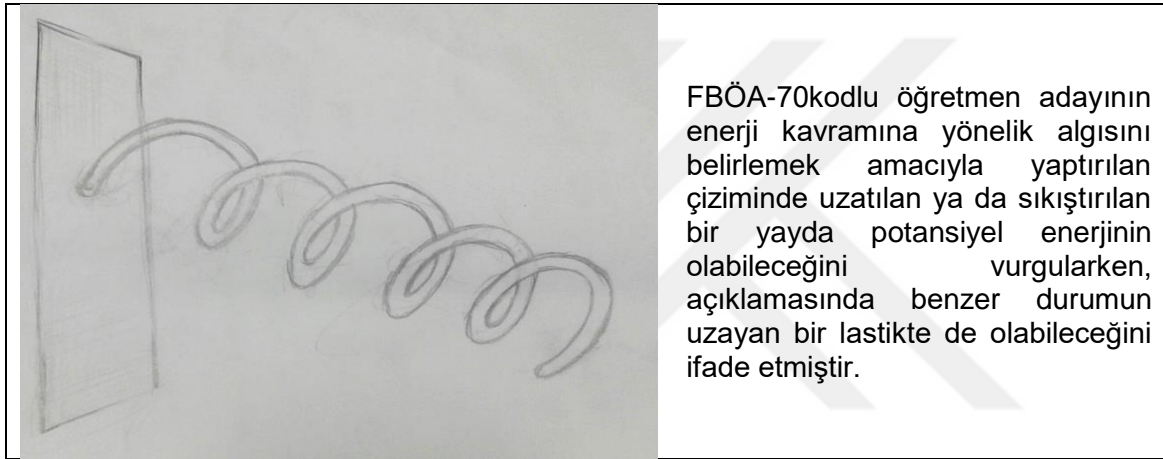 FBÖA-70kodlu öğretmen adayının
enerji kavramına yönelik algısını
belirlemek amacıyla yaptırılan
çiziminde uzatılan ya da sıkıştırılan
bir yayda potansiyel enerjinin
olabileceğini vurgularken,
açıklamasında benzer durumun
uzayan bir lastikte de olabileceğini
ifade etmiştir.